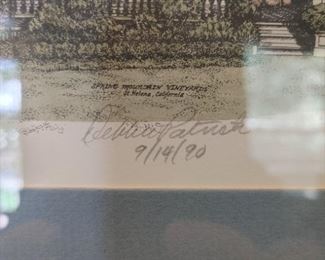 SPRING MOUNTAIN VINEYARDS
St. Helena, California
Debbie Patrick
9/14/90